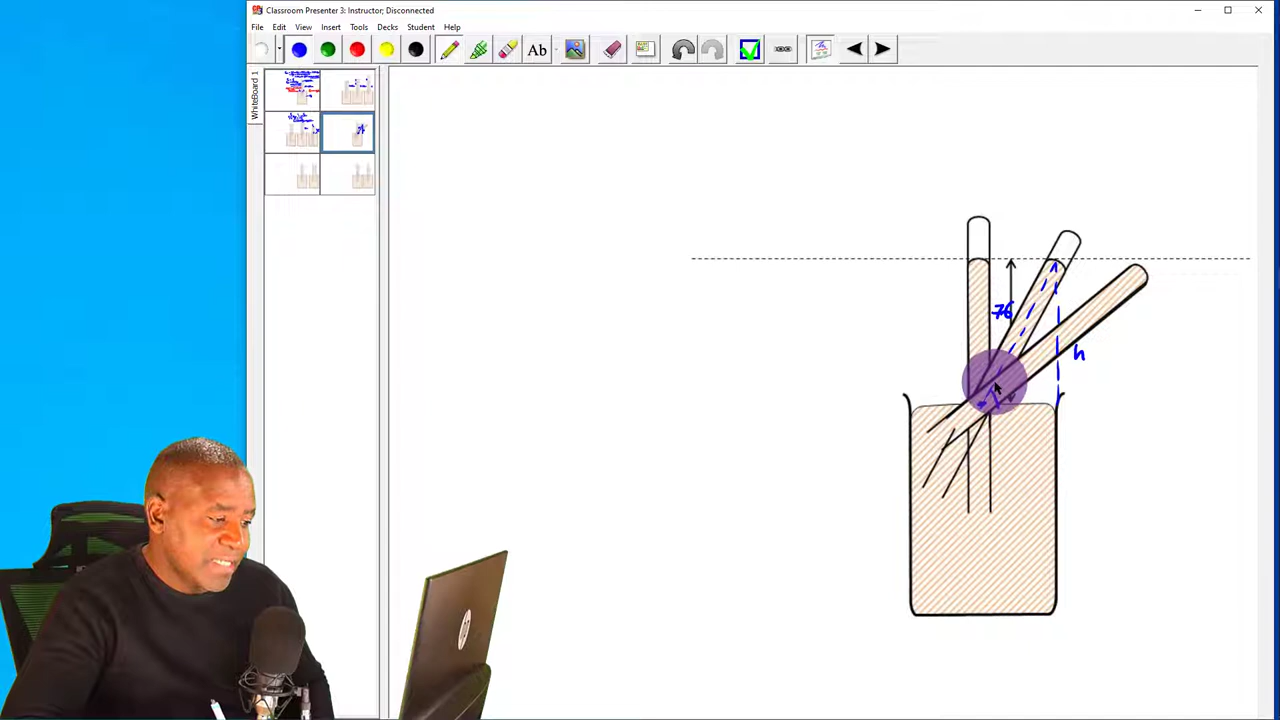 Classroom Presenter 3: Instructor; Disconnected
File Edit View Insert Tools Decks Student Help
Ab
WhiteBoard 1
76
h